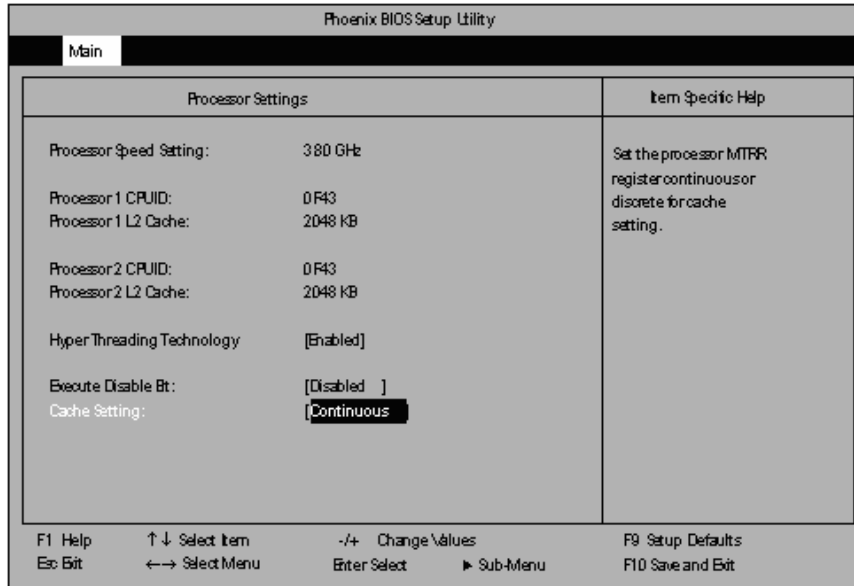 Phoenix BIOS Setup Utility
Main
Processor Settings
Item Specific Help
Processor Speed Setting: 380 GHz
Set the processor MTRR
register continuous or
discrete for cache
setting.
Processor 1 CPUID: 0F43
Processor 1 L2 Cache: 2048 KB
Processor 2 CPUID: 0F43
Processor 2 L2 Cache: 2048 KB
Hyper Threading Technology [Enabled]
Execute Disable Bt: [Disabled ]
Cache Setting: [Continuous ]
F1 Help ↑↓ Select Item -/+ Change Values F9 Setup Defaults
Esc Exit ←→ Select Menu Enter Select ▶ Sub-Menu F10 Save and Exit